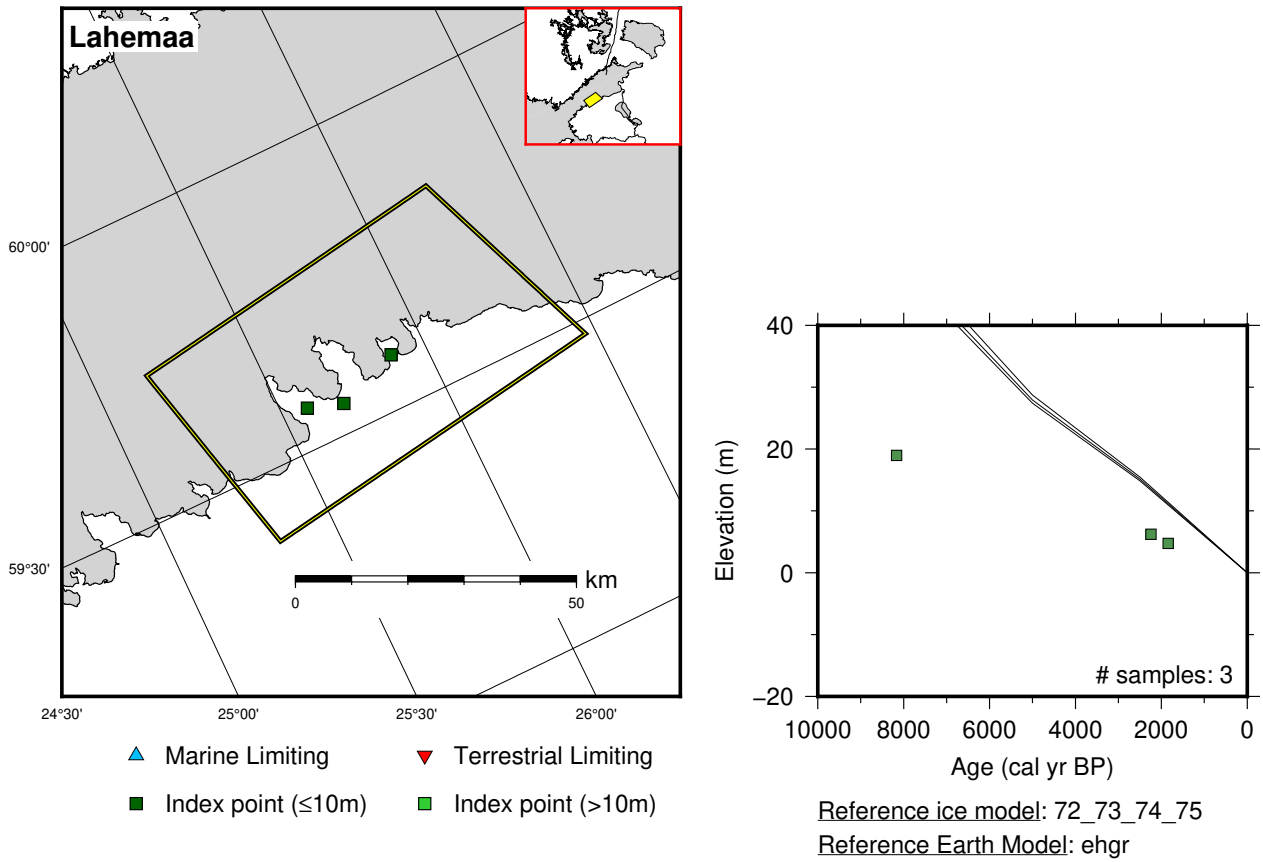 Lahemaa
60°00'
59°30'
24°30'
25°00'
25°30'
26°00'
km
0
50
Marine Limiting
Terrestrial Limiting
Index point (≤10m)
Index point (>10m)
40
20
0
−20
Elevation (m)
# samples: 3
10000
8000
6000
4000
2000
0
Age (cal yr BP)
Reference ice model: 72_73_74_75
Reference Earth Model: ehgr